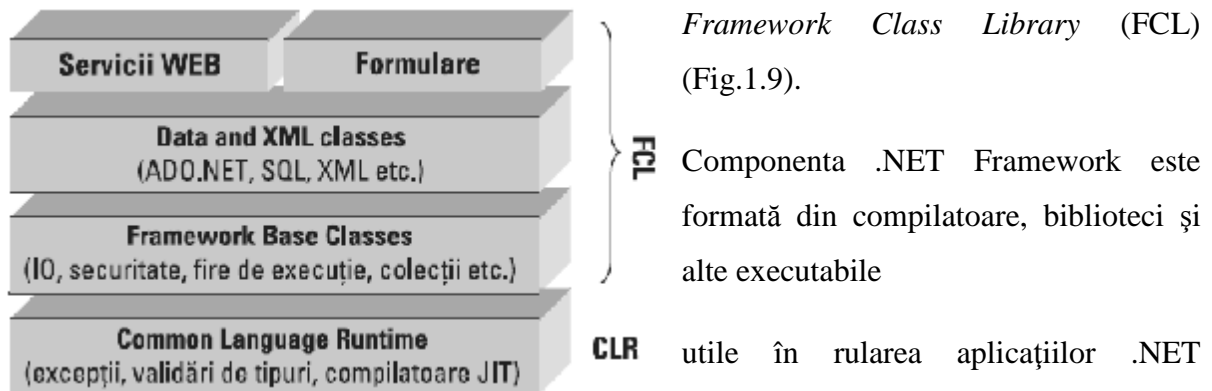 Servicii WEB
Formulare
Data and XML classes
(ADO.NET, SQL, XML etc.)
Framework Base Classes
(IO, securitate, fire de execuție, colecții etc.)
Common Language Runtime
(excepții, validări de tipuri, compilatoare JIT)
FCL
CLR
Framework Class Library (FCL)
(Fig.1.9).
Componenta .NET Framework este
formată din compilatoare, biblioteci şi
alte executabile
utile în rularea aplicaţiilor .NET